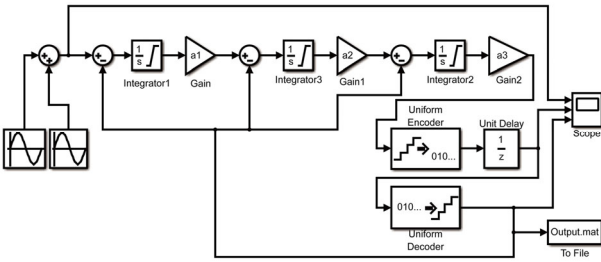 1
s
Integrator1
a1
Gain
1
s
Integrator3
a2
Gain1
1
s
Integrator2
a3
Gain2
Uniform
Encoder
010...
Unit Delay
1
z
Scope
010...
Uniform
Decoder
Output.mat
To File